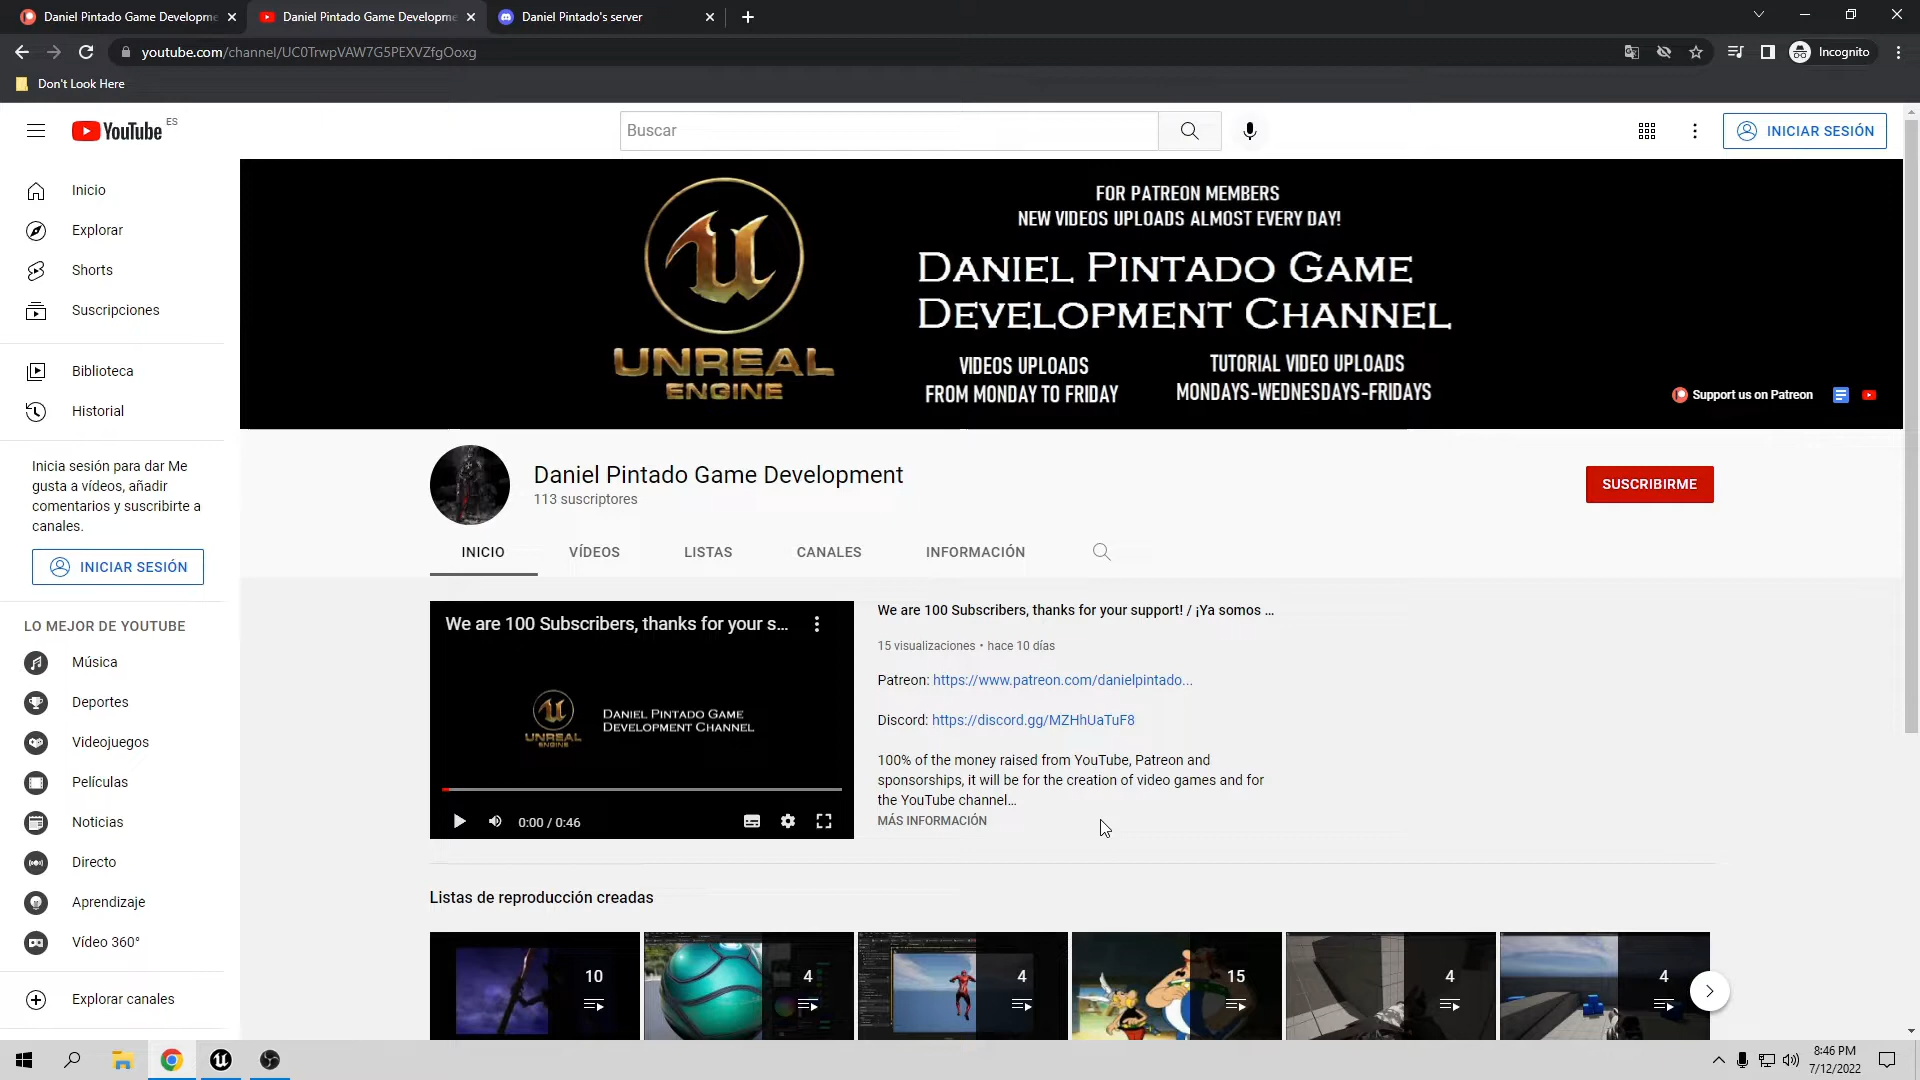 Daniel Pintado Game Developme
Daniel Pintado Game Developme
Daniel Pintado's server
youtube.com/channel/UC0TrwpVAW7G5PEXVZfgOoxg
Incognito
Don't Look Here
YouTube ES
Buscar
INICIAR SESIÓN
Inicio
Explorar
Shorts
Suscripciones
Biblioteca
Historial
Inicia sesión para dar Me
gusta a vídeos, añadir
comentarios y suscribirte a
canales.
INICIAR SESIÓN
LO MEJOR DE YOUTUBE
Música
Deportes
Videojuegos
Películas
Noticias
Directo
Aprendizaje
Vídeo 360°
Explorar canales
UNREAL
ENGINE
FOR PATREON MEMBERS
NEW VIDEOS UPLOADS ALMOST EVERY DAY!
DANIEL PINTADO GAME
DEVELOPMENT CHANNEL
VIDEOS UPLOADS
FROM MONDAY TO FRIDAY
TUTORIAL VIDEO UPLOADS
MONDAYS-WEDNESDAYS-FRIDAYS
Support us on Patreon
Daniel Pintado Game Development
113 suscriptores
SUSCRIBIRME
INICIO
VÍDEOS
LISTAS
CANALES
INFORMACIÓN
We are 100 Subscribers, thanks for your s...
UNREAL
ENGINE
DANIEL PINTADO GAME
DEVELOPMENT CHANNEL
0:00 / 0:46
We are 100 Subscribers, thanks for your support! / ¡Ya somos ...
15 visualizaciones • hace 10 días
Patreon: https://www.patreon.com/danielpintado...
Discord: https://discord.gg/MZHhUaTuF8
100% of the money raised from YouTube, Patreon and
sponsorships, it will be for the creation of video games and for
the YouTube channel...
MÁS INFORMACIÓN
Listas de reproducción creadas
10
4
4
15
4
4
8:46 PM
7/12/2022